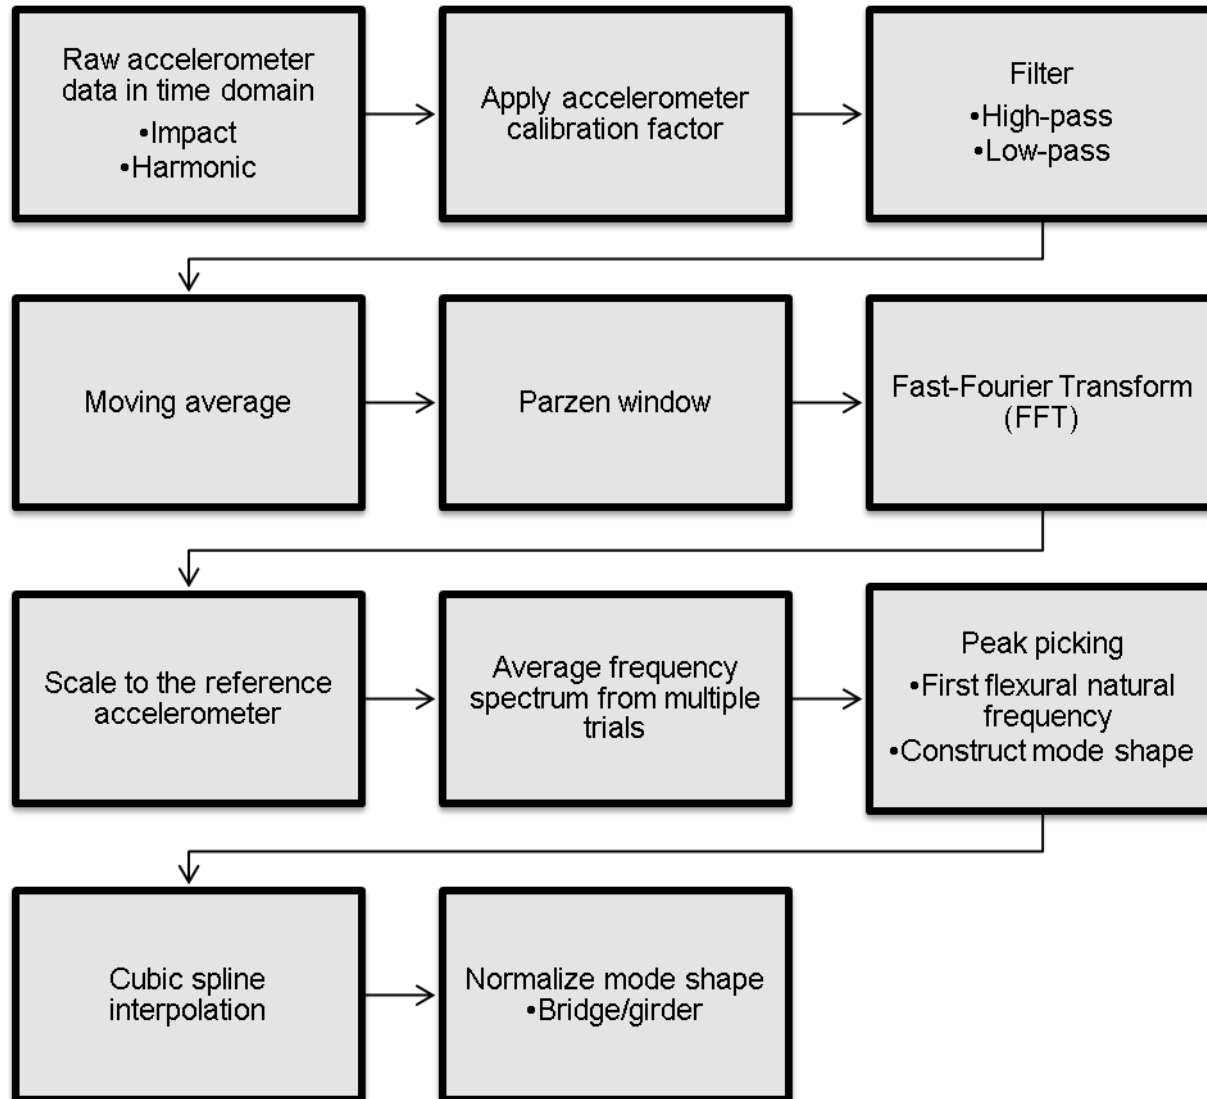 Raw accelerometer
data in time domain
•Impact
•Harmonic
Apply accelerometer
calibration factor
Filter
•High-pass
•Low-pass
Moving average
Parzen window
Fast-Fourier Transform
(FFT)
Scale to the reference
accelerometer
Average frequency
spectrum from multiple
trials
Peak picking
•First flexural natural
frequency
•Construct mode shape
Cubic spline
interpolation
Normalize mode shape
•Bridge/girder